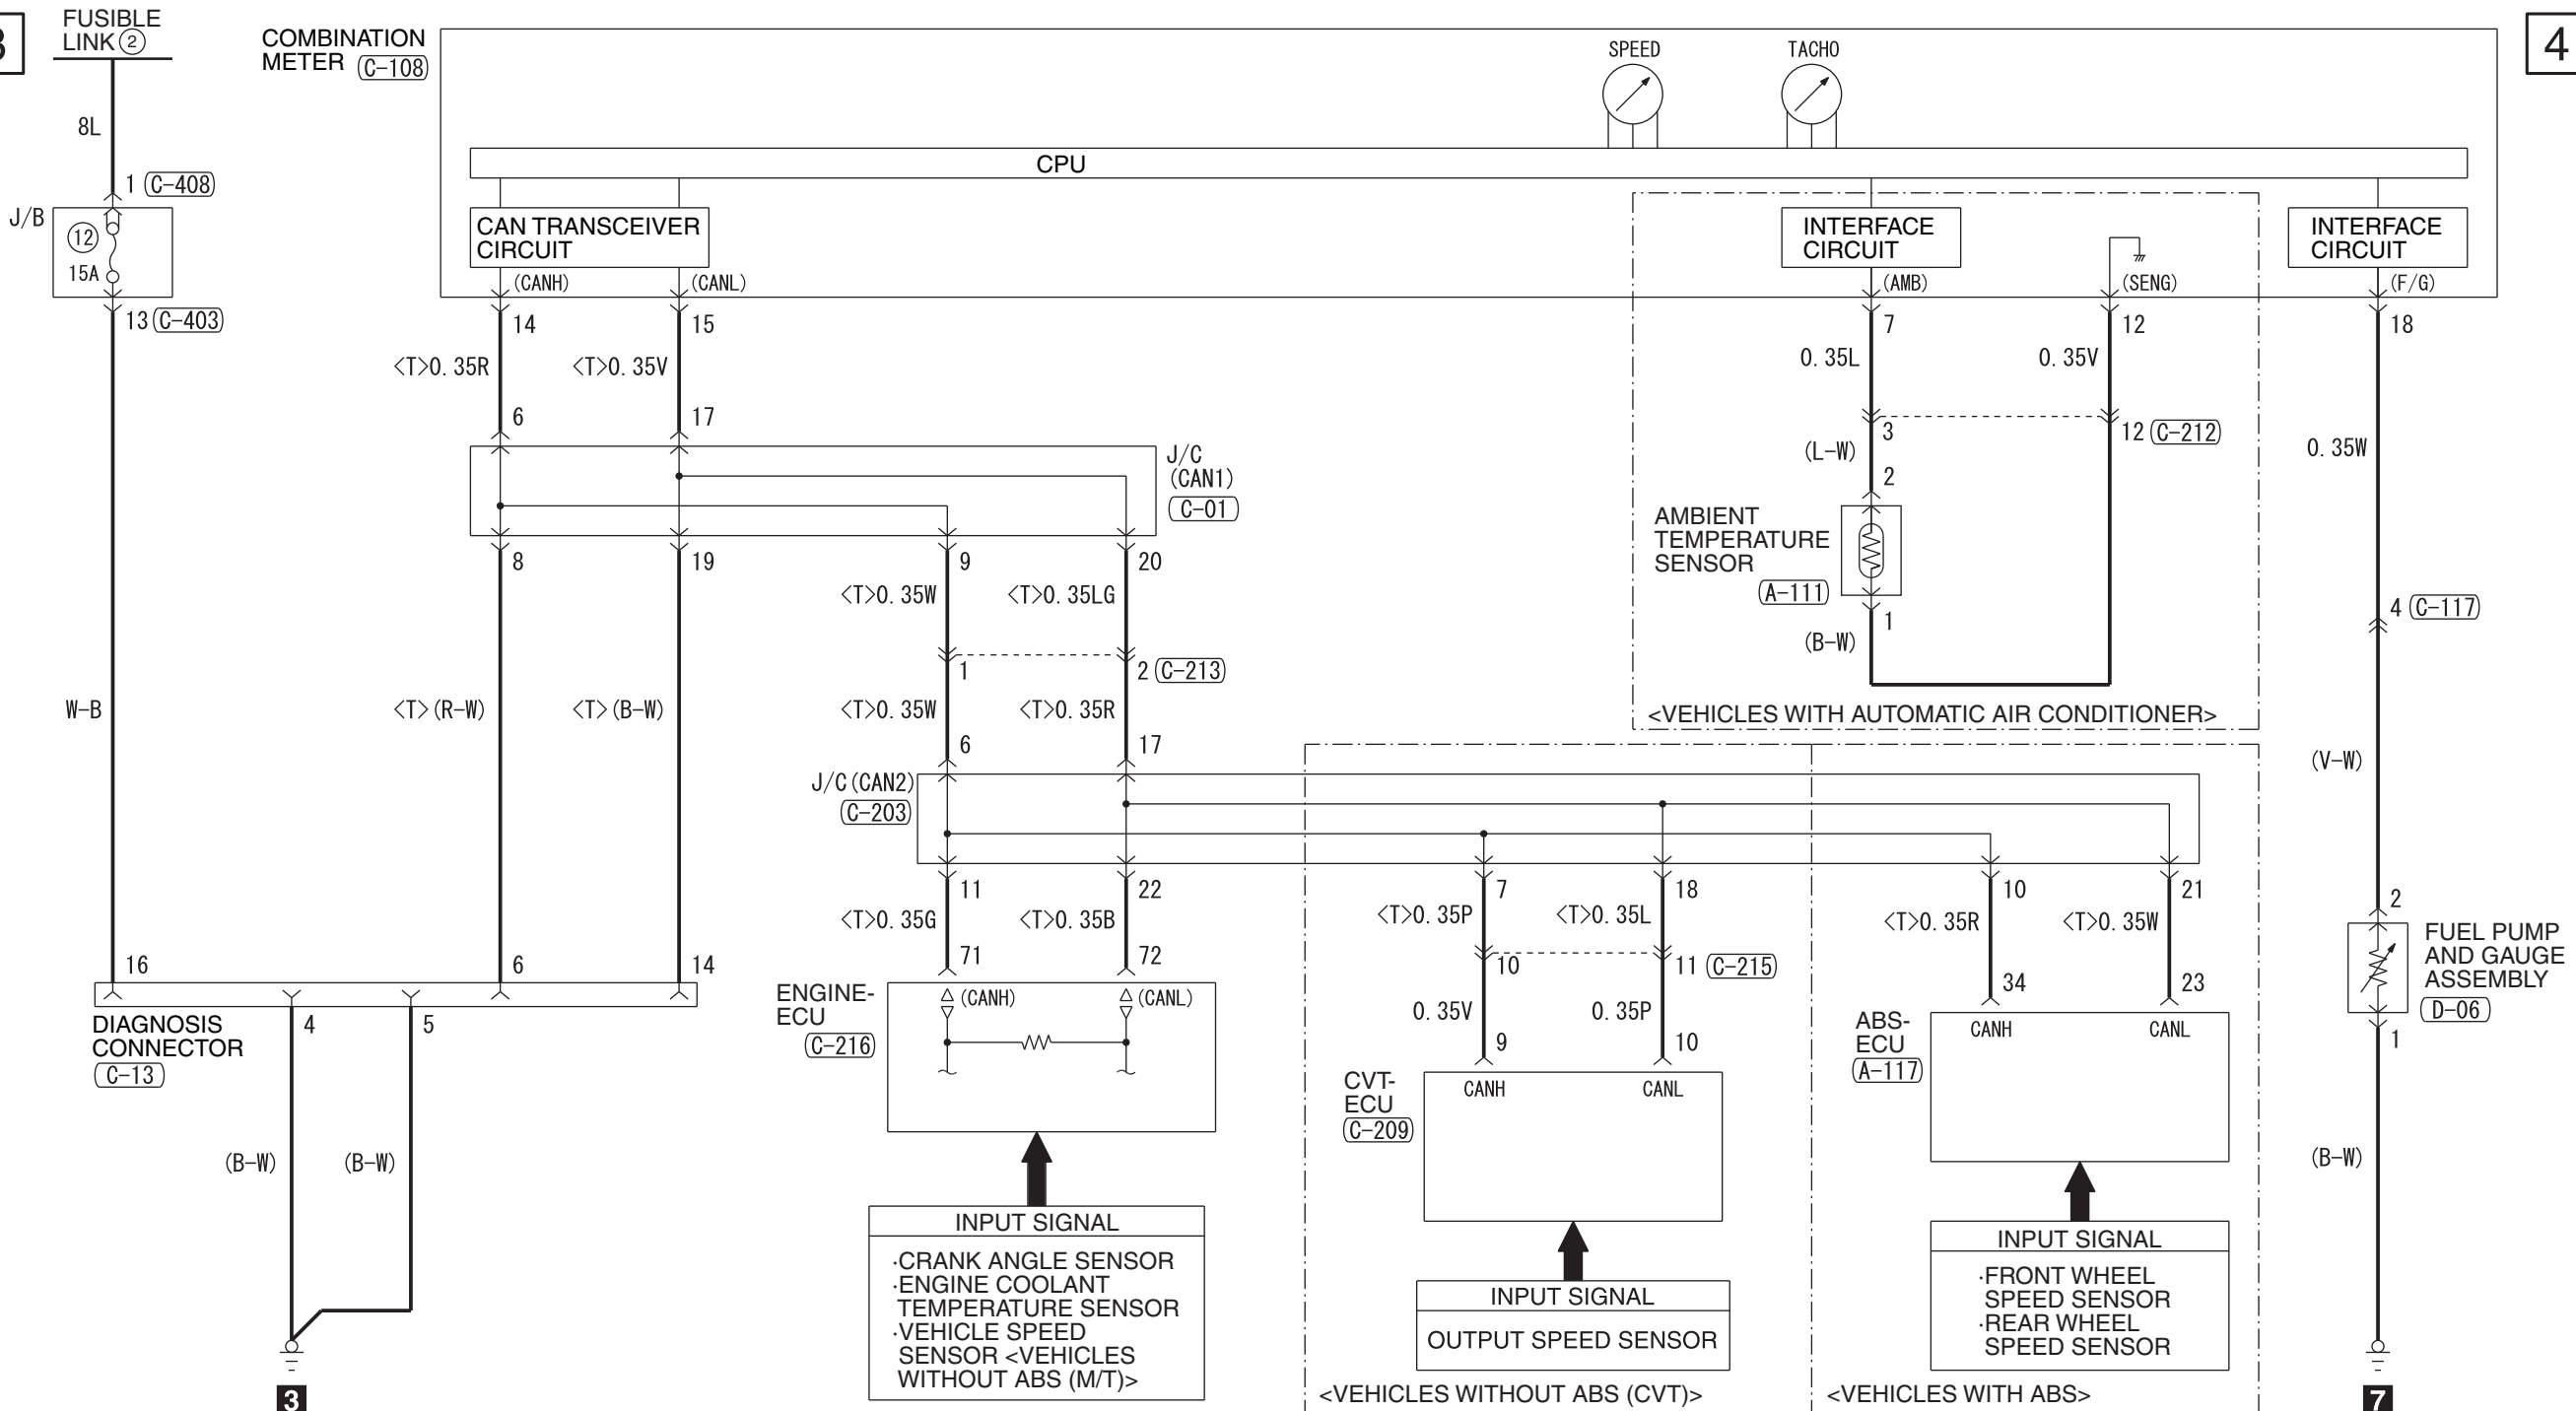 3
FUSIBLE
LINK 2
8L
1 C-408
J/B
12
15A
13 C-403
W-B
16
COMBINATION
METER C-108
SPEED
TACHO
4
CPU
CAN TRANSCEIVER
CIRCUIT
(CANH)
(CANL)
INTERFACE
CIRCUIT
(AMB)
(SENG)
INTERFACE
CIRCUIT
(F/G)
14
15
<T>0.35R
<T>0.35V
6
17
J/C
(CAN1)
C-01
8
19
9
20
<T>0.35W
<T>0.35LG
1
2 C-213
<T>(R-W)
<T>(B-W)
<T>0.35W
<T>0.35R
6
17
7
12
0.35L
0.35V
3
12 C-212
(L-W)
2
AMBIENT
TEMPERATURE
SENSOR
A-111
1
(B-W)
<VEHICLES WITH AUTOMATIC AIR CONDITIONER>
18
0.35W
4 C-117
(V-W)
2
FUEL PUMP
AND GAUGE
ASSEMBLY
D-06
1
(B-W)
7
J/C(CAN2)
C-203
11
22
7
18
10
21
<T>0.35G
<T>0.35B
<T>0.35P
<T>0.35L
<T>0.35R
<T>0.35W
71
72
10
11 C-215
34
23
6
14
DIAGNOSIS
CONNECTOR
C-13
4
5
(B-W)
(B-W)
3
ENGINE-
ECU
C-216
(CANH)
(CANL)
INPUT SIGNAL
·CRANK ANGLE SENSOR
·ENGINE COOLANT
TEMPERATURE SENSOR
·VEHICLE SPEED
SENSOR <VEHICLES
WITHOUT ABS (M/T)>
0.35V
0.35P
9
10
CVT-
ECU
C-209
CANH
CANL
INPUT SIGNAL
OUTPUT SPEED SENSOR
<VEHICLES WITHOUT ABS (CVT)>
ABS-
ECU
A-117
CANH
CANL
INPUT SIGNAL
·FRONT WHEEL
SPEED SENSOR
·REAR WHEEL
SPEED SENSOR
<VEHICLES WITH ABS>